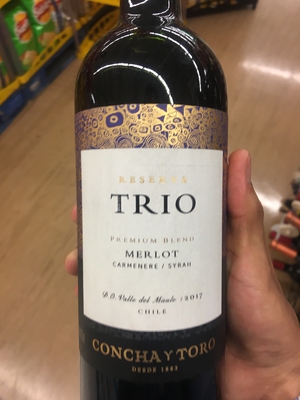 RESERVA
TRIO
PREMIUM BLEND
MERLOT
CARMENERE / SYRAH
D.O. Valle del Maule / 2017
CHILE
CONCHA Y TORO
DESDE 1883